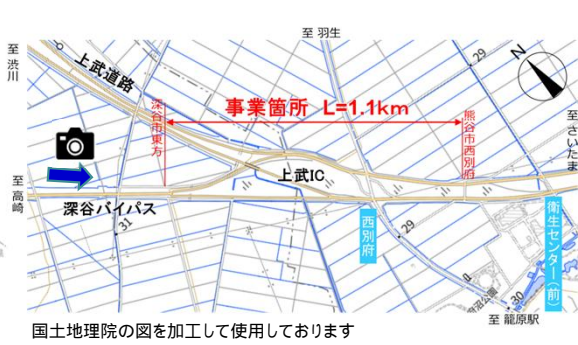 至 羽生
至 渋川
上武道路
29
N
深谷市東方
事業箇所 L=1.1km
熊谷市西別府
至 さいたま
上武IC
至 高崎
深谷バイパス
31
西別府
29
衛生センター(前)
沼公園
30
至 籠原駅
国土地理院の図を加工して使用しております